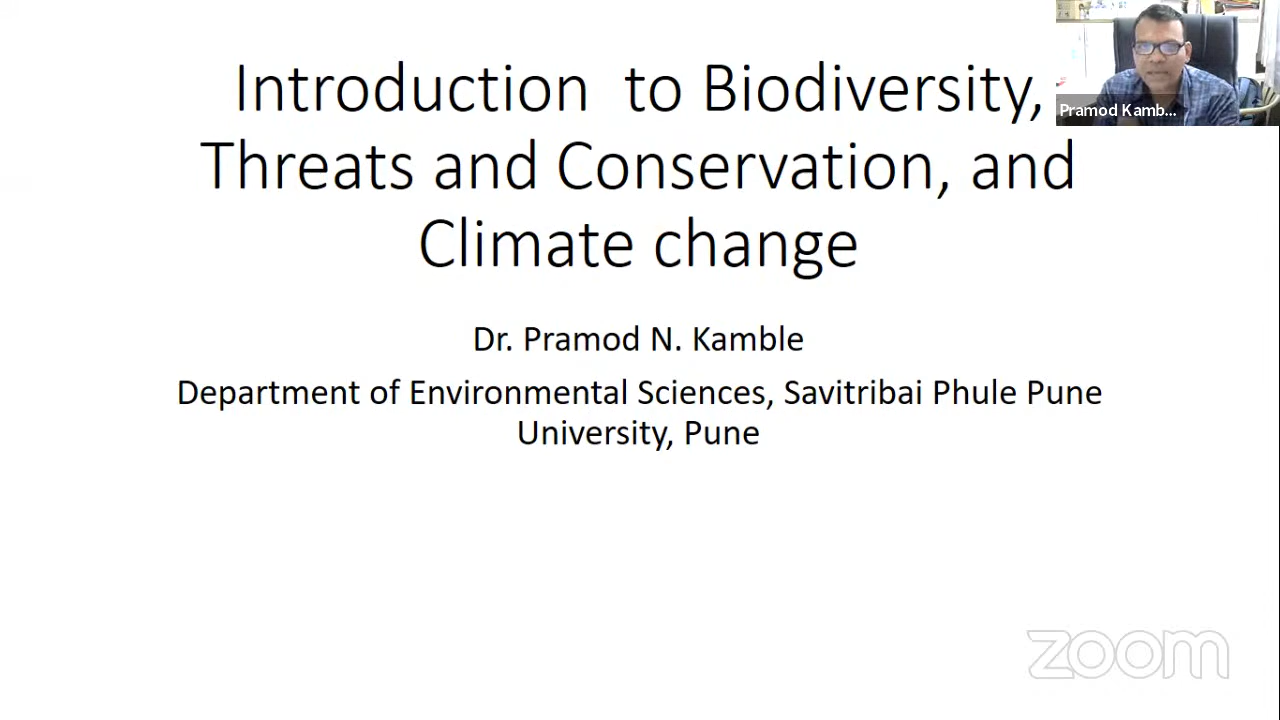 Introduction to Biodiversity,
Threats and Conservation, and
Climate change
Dr. Pramod N. Kamble
Department of Environmental Sciences, Savitribai Phule Pune
University, Pune
Pramod Kamb...
zoom